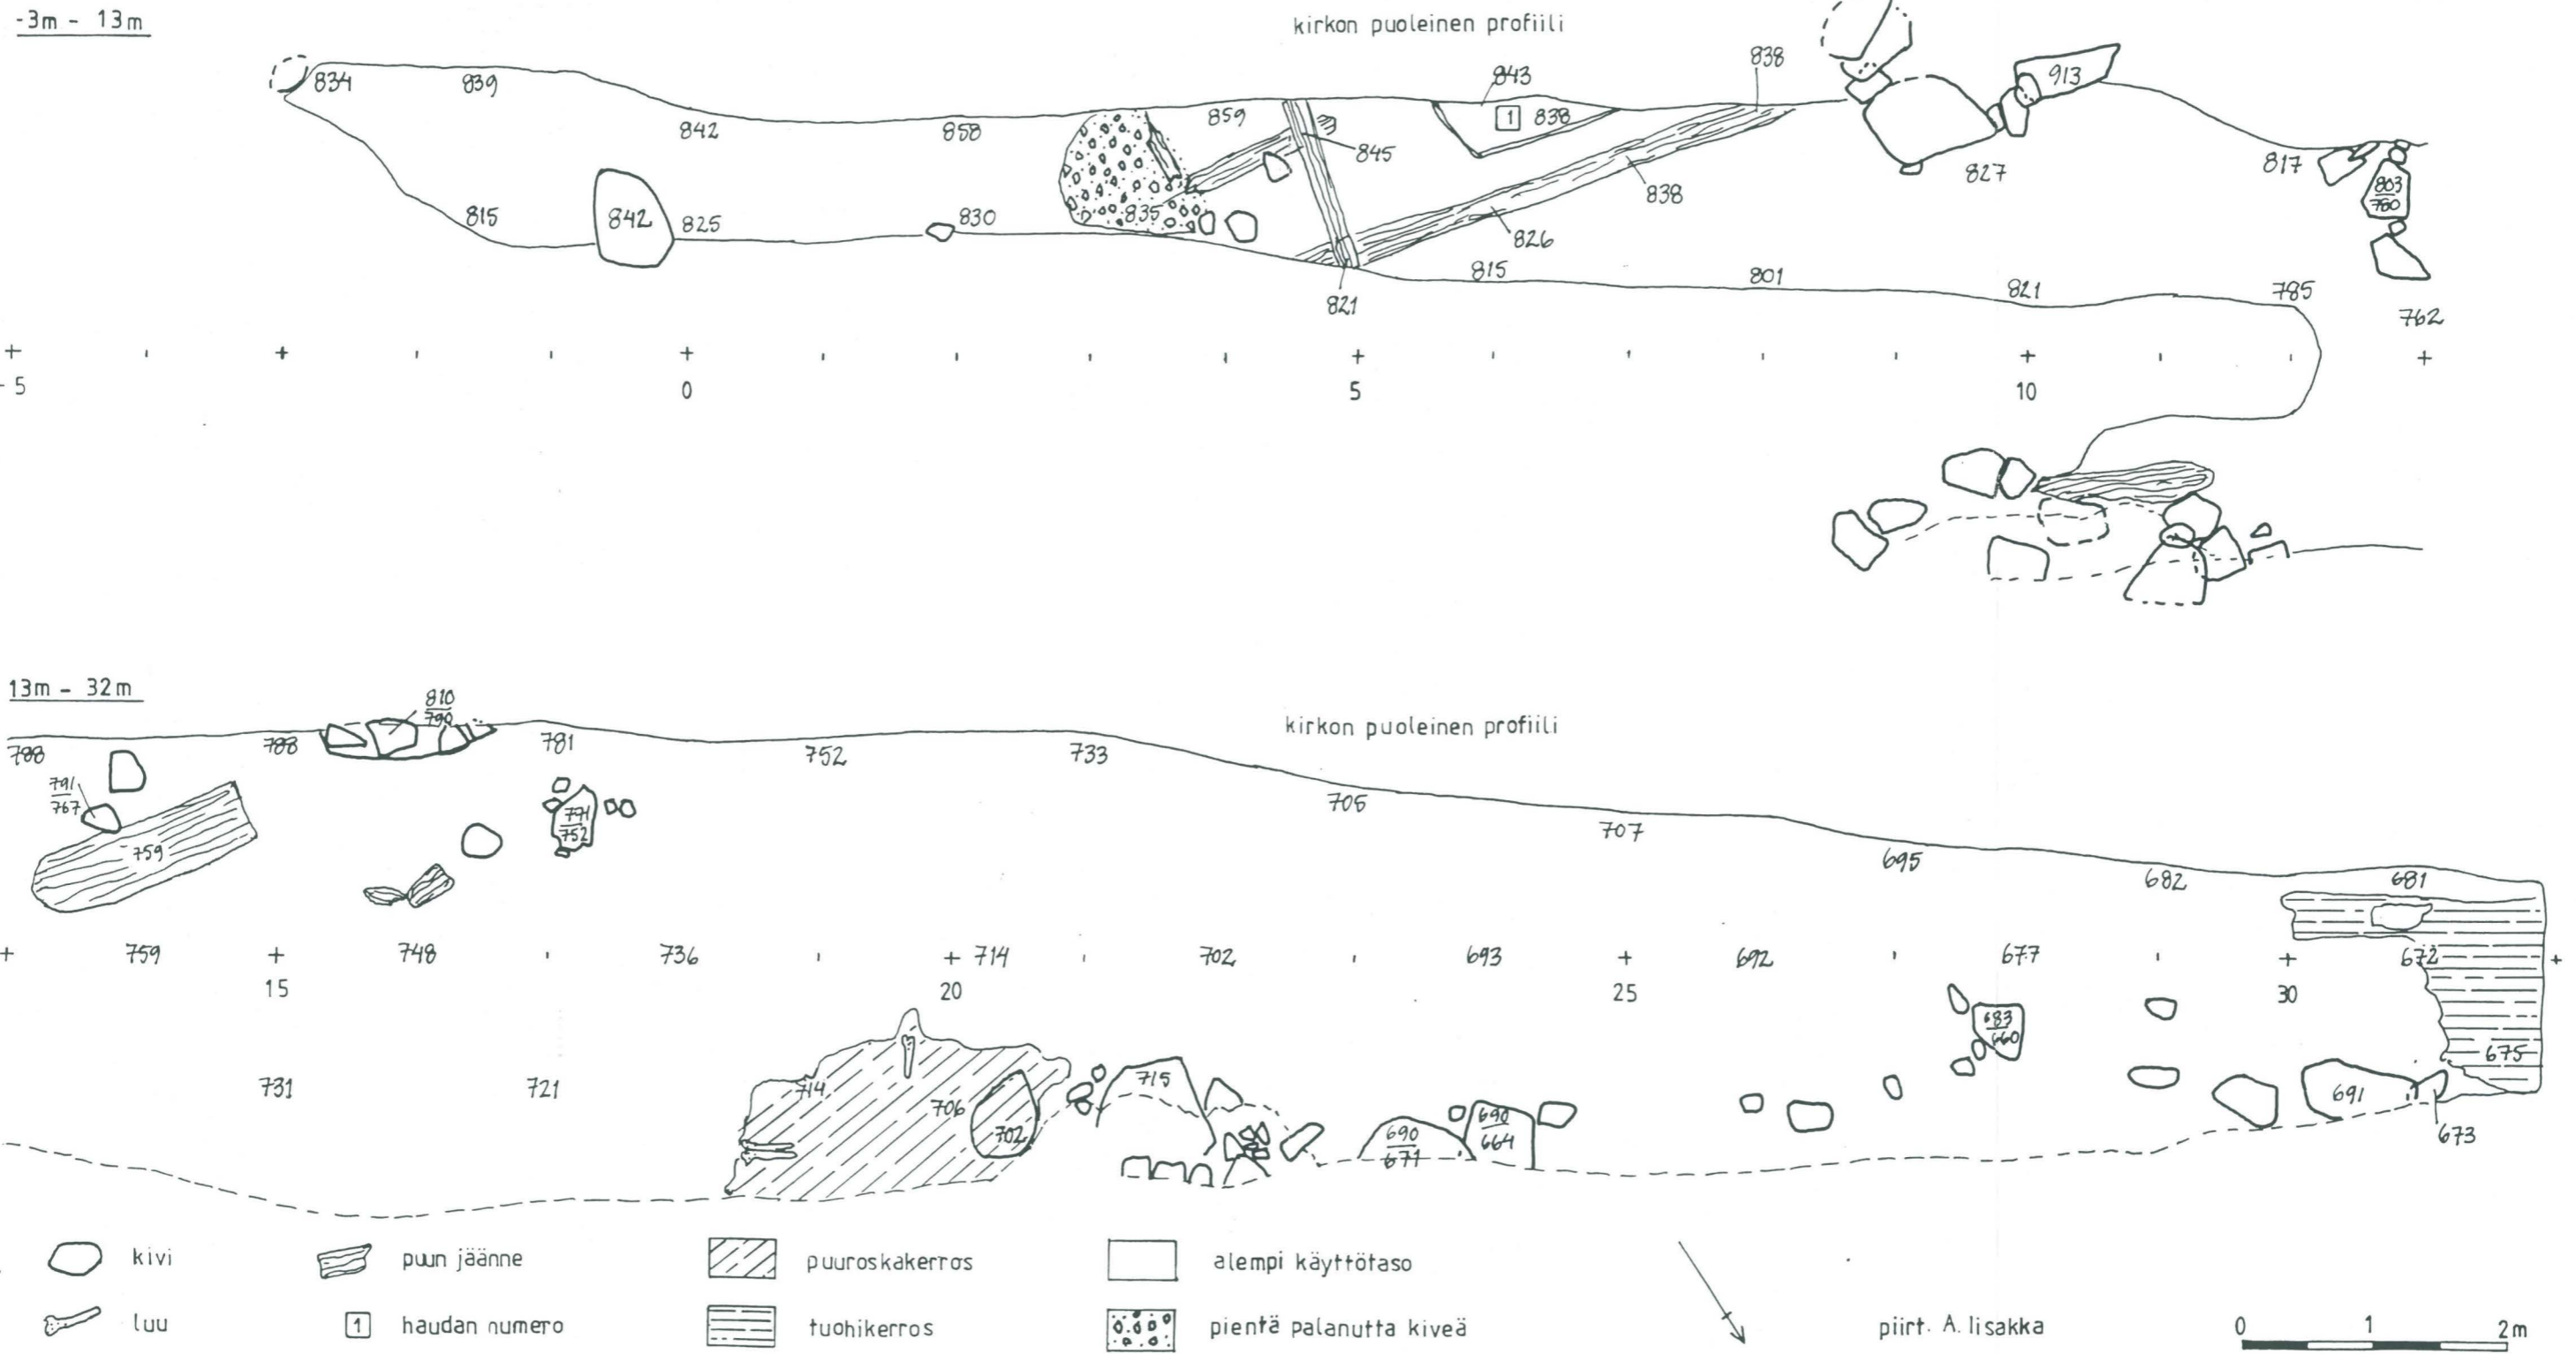 -3m - 13m
kirkon puoleinen profiili
838
834 839 843 913
842 858 859 1 838
845
817
827
838
803
780
815 842 825 830 835
826
821 815 801 821 785
762
- 5 0 5 10
13m - 32m
810
790
kirkon puoleinen profiili
788 788 781 752 733
791
767
705
771
752
707
759
695
682 681
759 748 736 714 702 693 692 677 672
15 20 25 30
683
660
675
731 721 714 706 702 715 690
671
690
664
691
673
kivi puun jäänne puuroskakerros alempi käyttötaso
luu 1 haudan numero tuohikerros pientä palanutta kiveä
piirt. A. Iisakka
0 1 2m